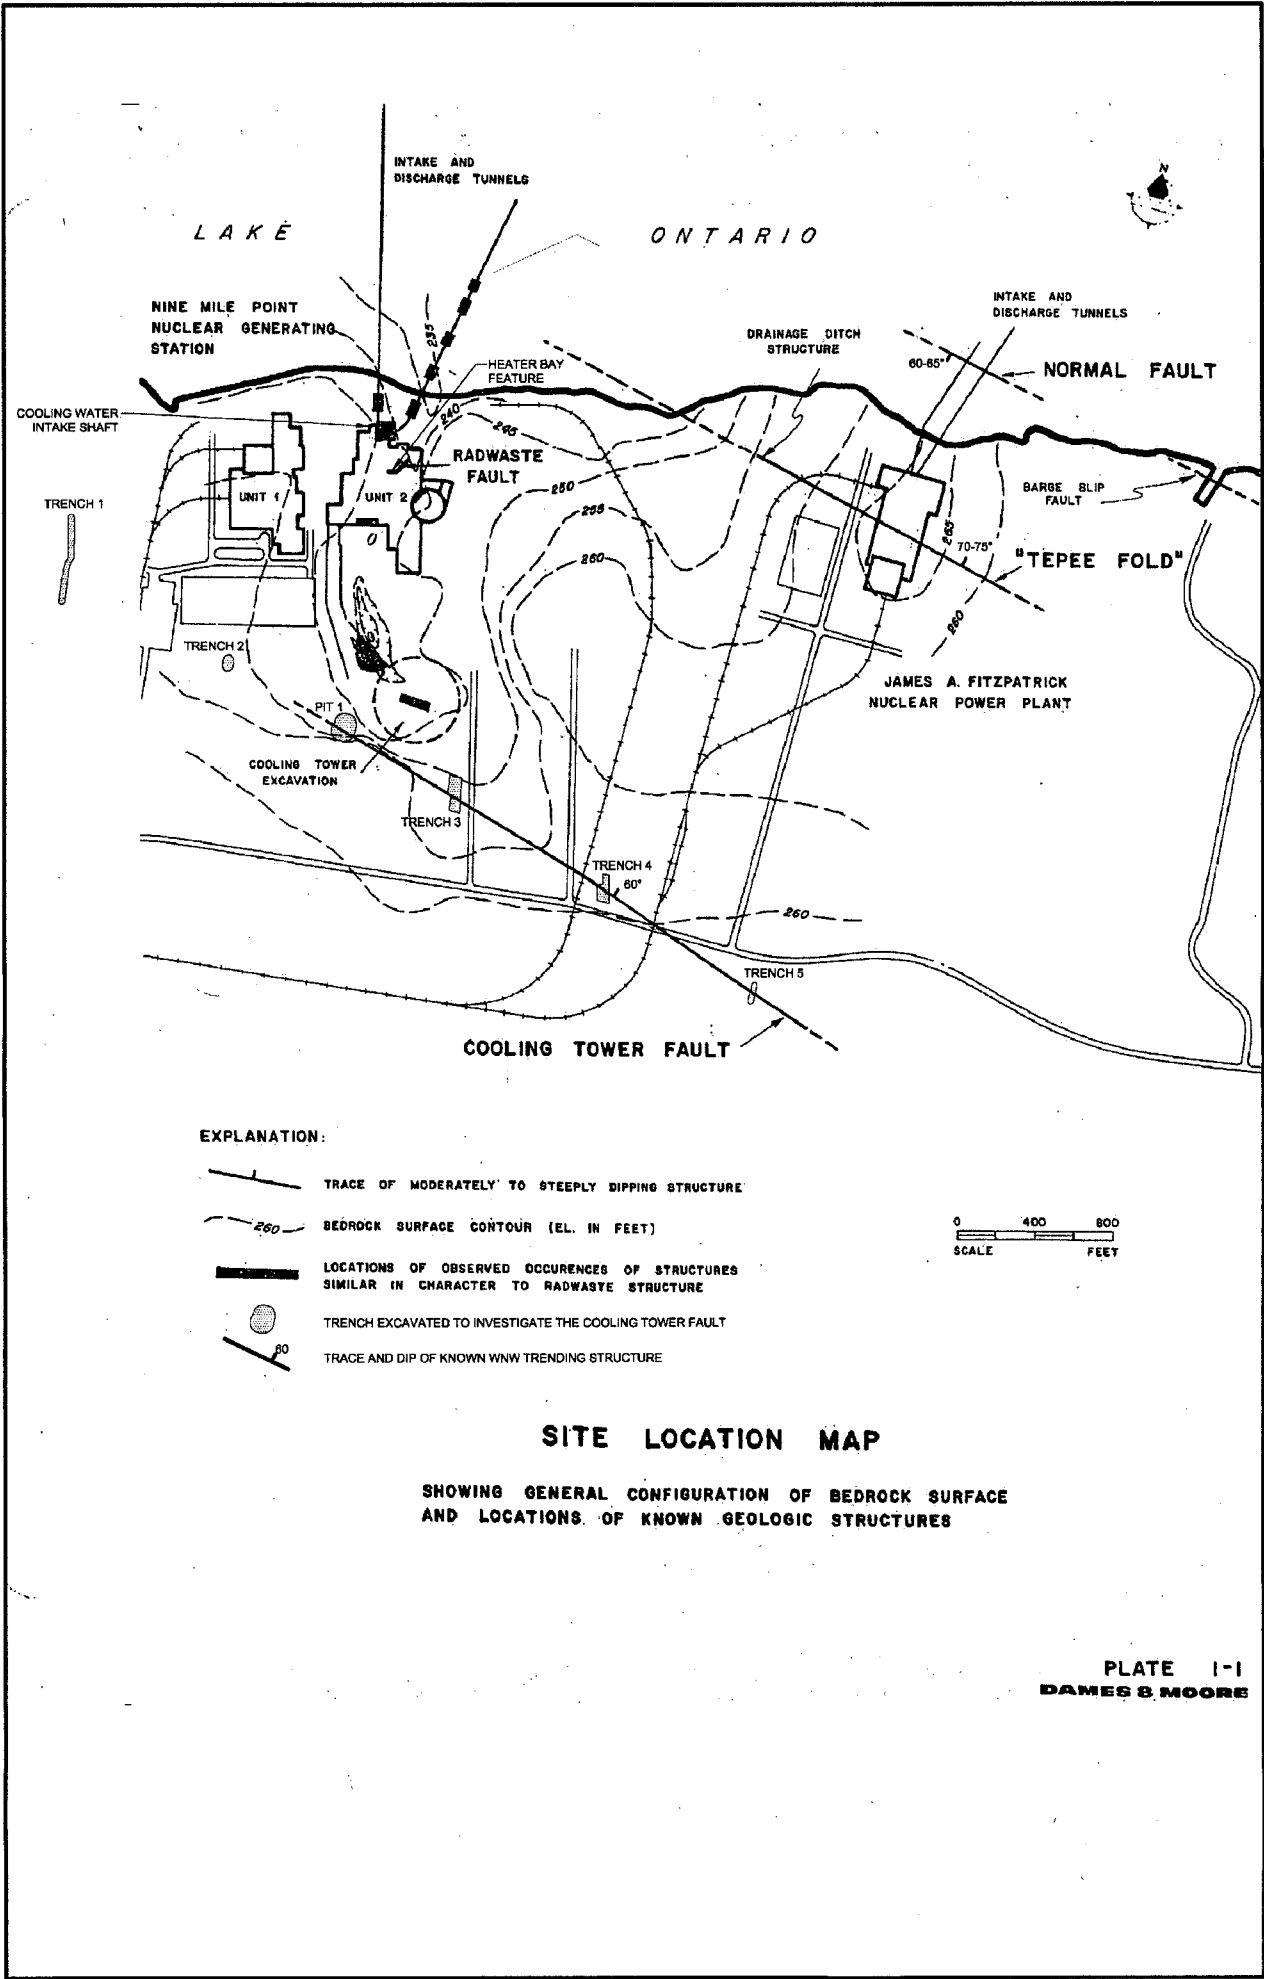 INTAKE AND
DISCHARGE TUNNELS
N
LAKE ONTARIO
NINE MILE POINT
NUCLEAR GENERATING
STATION
235
INTAKE AND
DISCHARGE TUNNELS
DRAINAGE DITCH
STRUCTURE
60-65°
NORMAL FAULT
HEATER BAY
FEATURE
COOLING WATER
INTAKE SHAFT
240
245
RADWASTE
FAULT
TRENCH 1
UNIT 1
UNIT 2
250
255
260
BARGE SLIP
FAULT
265
70-75°
"TEPEE FOLD"
260
TRENCH 2
JAMES A. FITZPATRICK
NUCLEAR POWER PLANT
PIT 1
COOLING TOWER
EXCAVATION
TRENCH 3
TRENCH 4
60°
260
TRENCH 5
COOLING TOWER FAULT
EXPLANATION:
TRACE OF MODERATELY TO STEEPLY DIPPING STRUCTURE
260
BEDROCK SURFACE CONTOUR (EL. IN FEET)
LOCATIONS OF OBSERVED OCCURENCES OF STRUCTURES
SIMILAR IN CHARACTER TO RADWASTE STRUCTURE
TRENCH EXCAVATED TO INVESTIGATE THE COOLING TOWER FAULT
60
TRACE AND DIP OF KNOWN WNW TRENDING STRUCTURE
0 400 800
SCALE FEET
SITE LOCATION MAP
SHOWING GENERAL CONFIGURATION OF BEDROCK SURFACE
AND LOCATIONS OF KNOWN GEOLOGIC STRUCTURES
PLATE 1-1
DAMES & MOORE